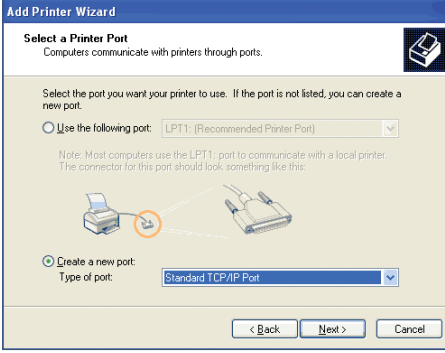 Add Printer Wizard
Select a Printer Port
Computers communicate with printers through ports.
Select the port you want your printer to use. If the port is not listed, you can create a
new port.
Use the following port: LPT1: (Recommended Printer Port)
Note: Most computers use the LPT1: port to communicate with a local printer.
The connector for this port should look something like this:
Create a new port:
Type of port: Standard TCP/IP Port
< Back Next > Cancel